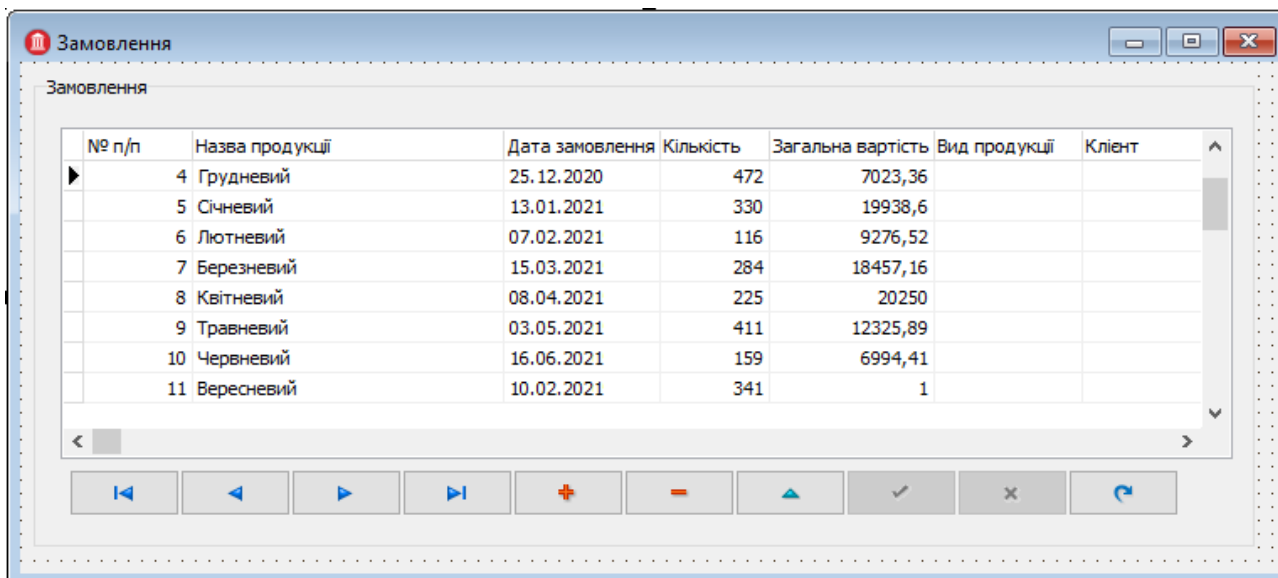 Замовлення
Замовлення
№ п/п Назва продукції Дата замовлення Кількість Загальна вартість Вид продукції Клієнт
4 Грудневий 25.12.2020 472 7023,36
5 Січневий 13.01.2021 330 19938,6
6 Лютневий 07.02.2021 116 9276,52
7 Березневий 15.03.2021 284 18457,16
8 Квітневий 08.04.2021 225 20250
9 Травневий 03.05.2021 411 12325,89
10 Червневий 16.06.2021 159 6994,41
11 Вересневий 10.02.2021 341 1